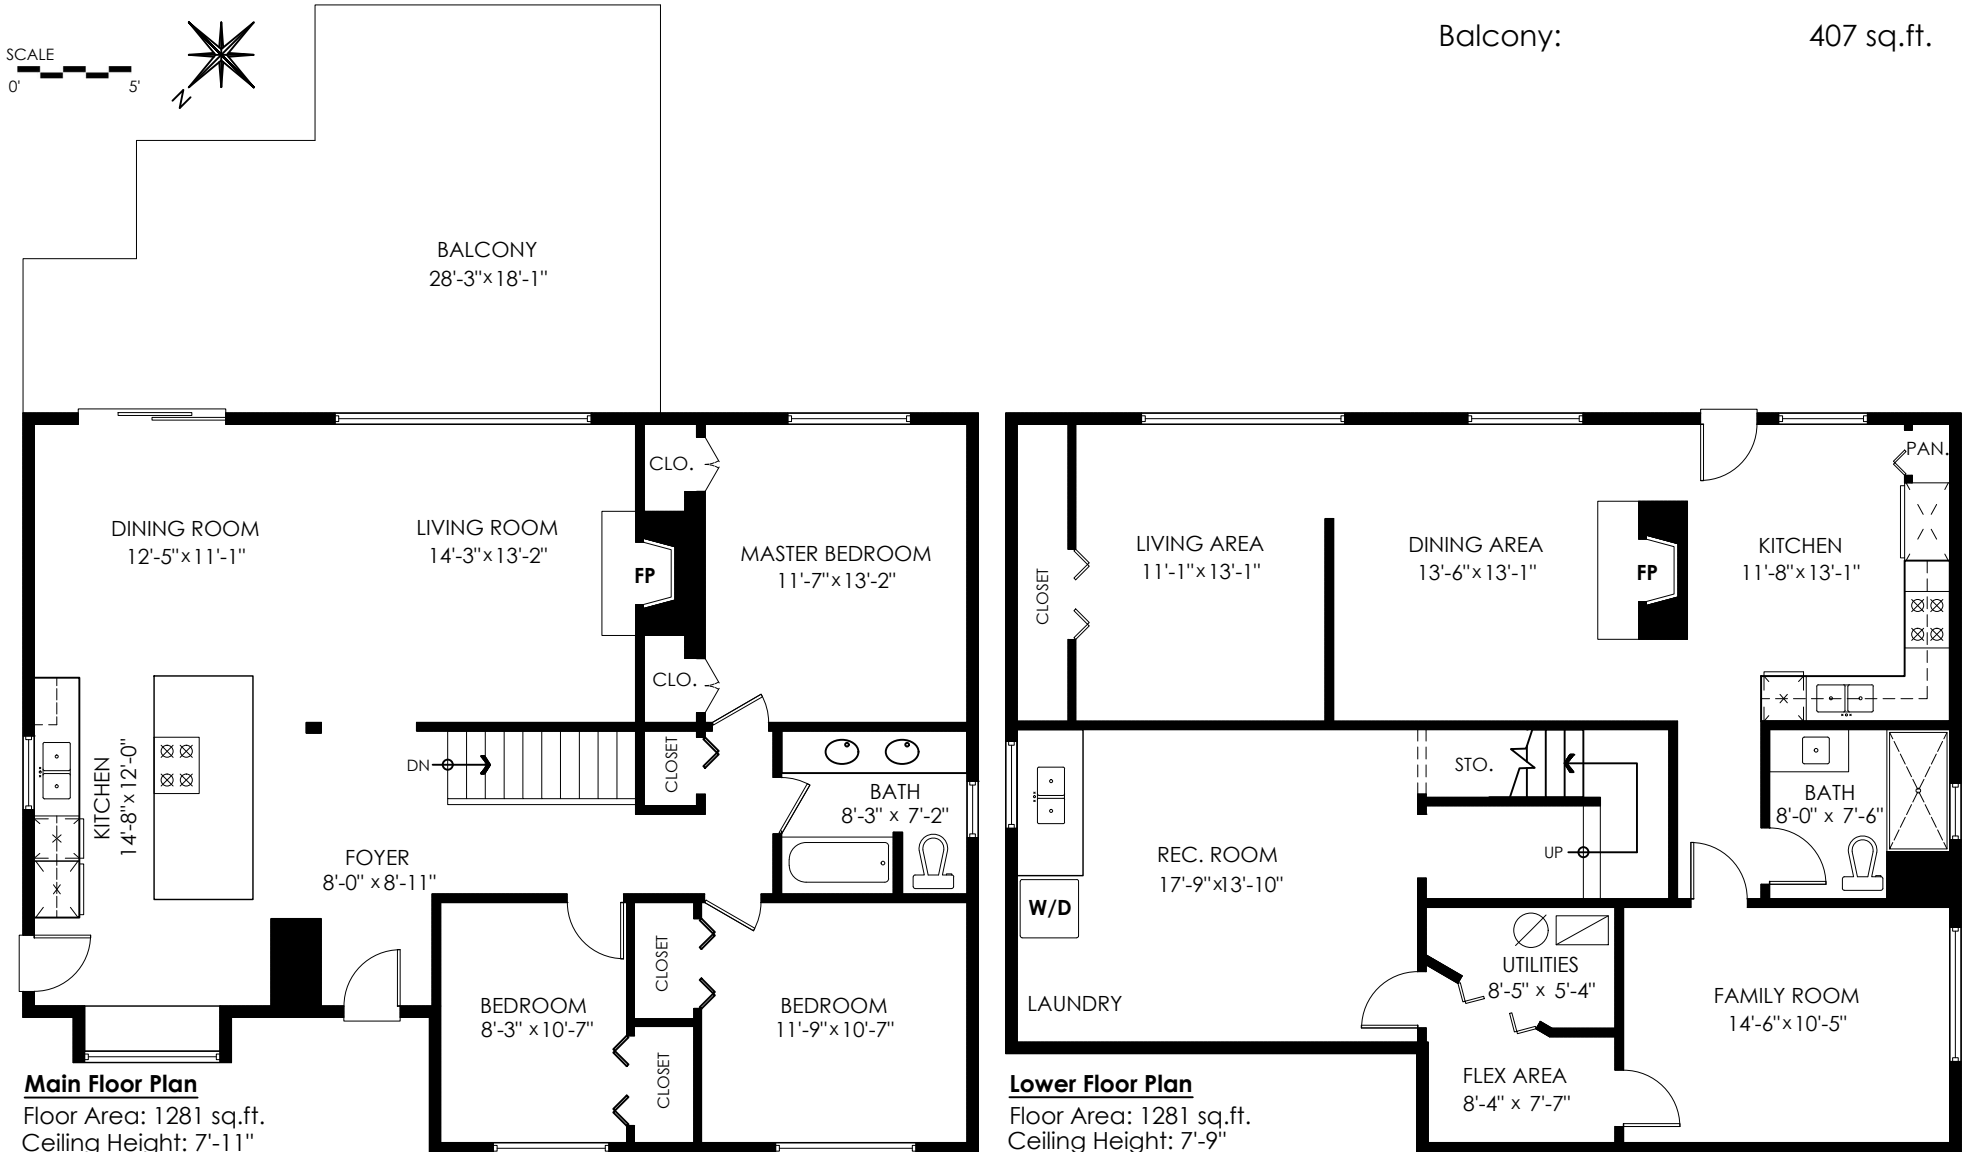 SCALE
0' 5'
N
Balcony: 407 sq.ft.
BALCONY
28'-3"x18'-1"
DINING ROOM
12'-5"x11'-1"
LIVING ROOM
14'-3"x13'-2"
CLO.
FP
CLO.
MASTER BEDROOM
11'-7"x13'-2"
KITCHEN
14'-8"x12'-0"
DN
CLOSET
BATH
8'-3" x 7'-2"
FOYER
8'-0" x8'-11"
BEDROOM
8'-3" x10'-7"
CLOSET
CLOSET
BEDROOM
11'-9"x10'-7"
Main Floor Plan
Floor Area: 1281 sq.ft.
Ceiling Height: 7'-11"
CLOSET
LIVING AREA
11'-1"x13'-1"
DINING AREA
13'-6"x13'-1"
FP
KITCHEN
11'-8"x13'-1"
PAN.
STO.
UP
BATH
8'-0" x 7'-6"
REC. ROOM
17'-9"x13'-10"
W/D
LAUNDRY
UTILITIES
8'-5" x 5'-4"
FAMILY ROOM
14'-6"x10'-5"
FLEX AREA
8'-4" x 7'-7"
Lower Floor Plan
Floor Area: 1281 sq.ft.
Ceiling Height: 7'-9"